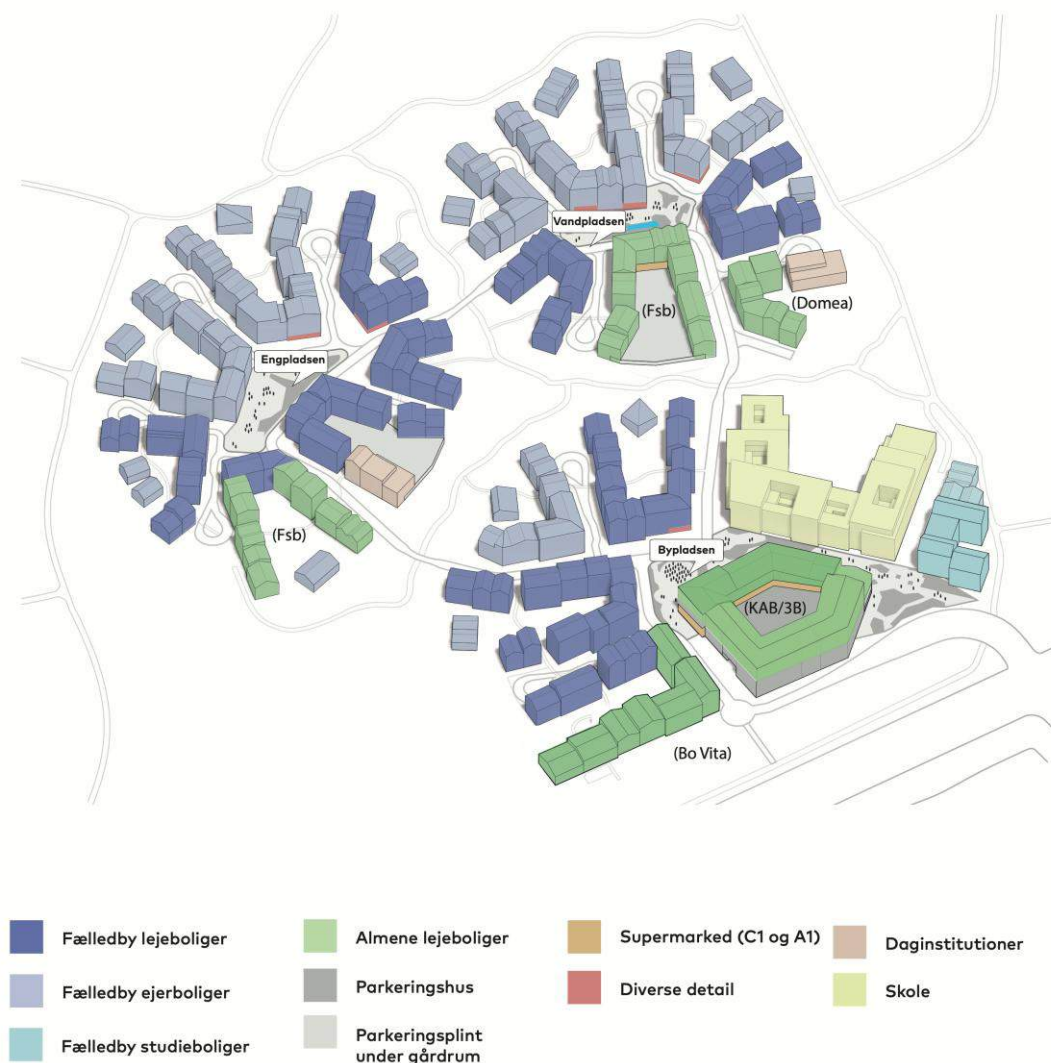 Vandpladsen
(Fsb)
(Domea)
Engpladsen
(Fsb)
Bypladsen
(KAB/3B)
(Bo Vita)
Fælledby lejeboliger
Fælledby ejerboliger
Fælledby studieboliger
Almene lejeboliger
Parkeringshus
Parkeringsplint
under gårdrum
Supermarked (C1 og A1)
Diverse detail
Daginstitutioner
Skole